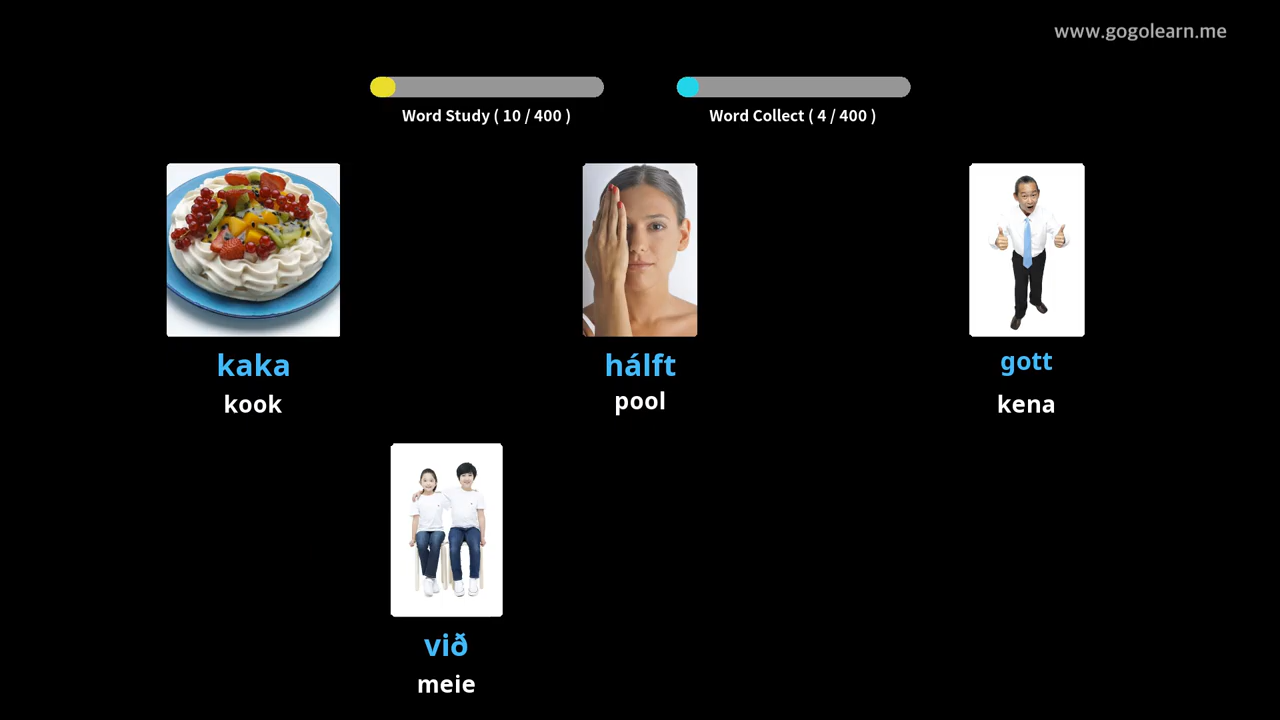 www.gogolearn.me
Word Study ( 10 / 400 )
Word Collect ( 4 / 400 )
kaka
kook
hálft
pool
gott
kena
við
meie